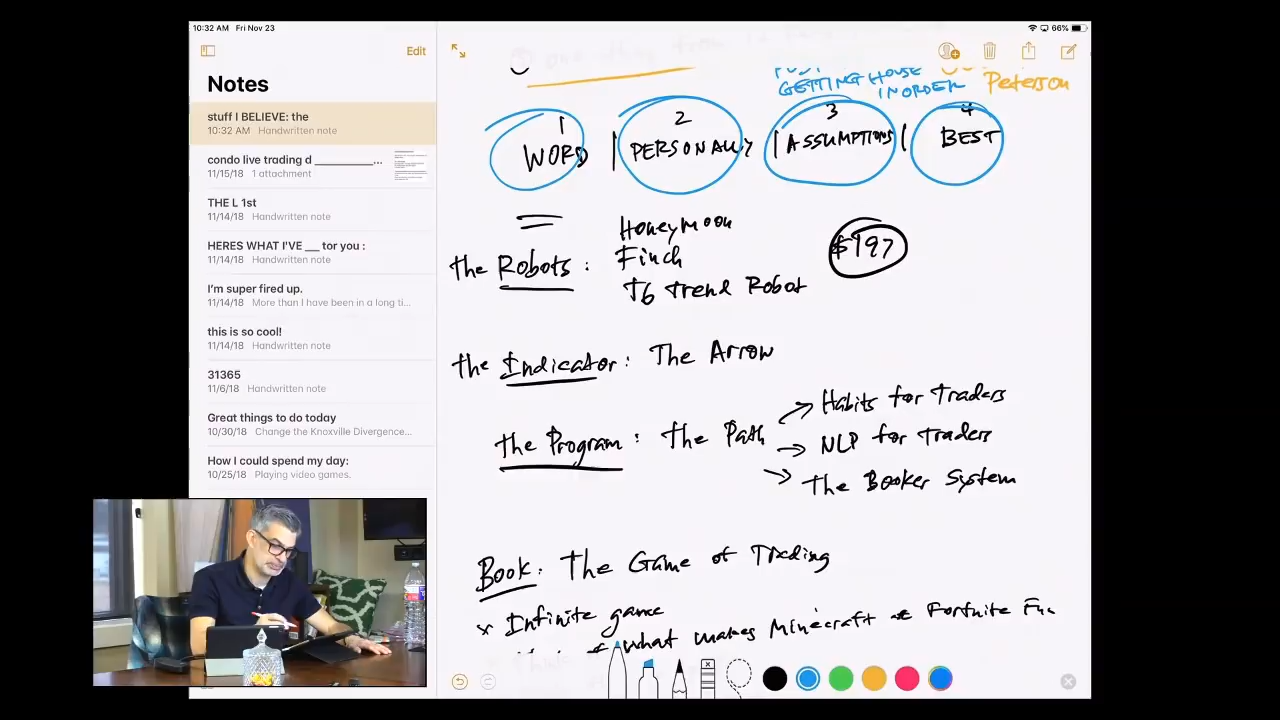 10:32 AM Fri Nov 23
66%
Edit
Notes
stuff I BELIEVE: the
10:32 AM Handwritten note
condo live trading d ___________...
11/15/18 1 attachment
THE L 1st
11/14/18 Handwritten note
HERES WHAT I'VE ___ tor you :
11/14/18 Handwritten note
I'm super fired up.
11/14/18 More than I have been in a long ti...
this is so cool!
11/14/18 Handwritten note
31365
11/6/18 Handwritten note
Great things to do today
10/30/18 Change the Knoxville Divergence...
How I could spend my day:
10/25/18 Playing video games.
GETTING HOUSE
IN ORDER
Peterson
1 2 3 4
WORD | PERSONALLY | ASSUMPTIONS | BEST
the Robots: Honeymoon
Finch
T6 Trend Robot
$197
the Indicator: The Arrow
the Program: the Path
Habits for Traders
NLP for Traders
the Booker System
Book: The Game of Trading
x Infinite game
what makes Minecraft
Fortnite Fun